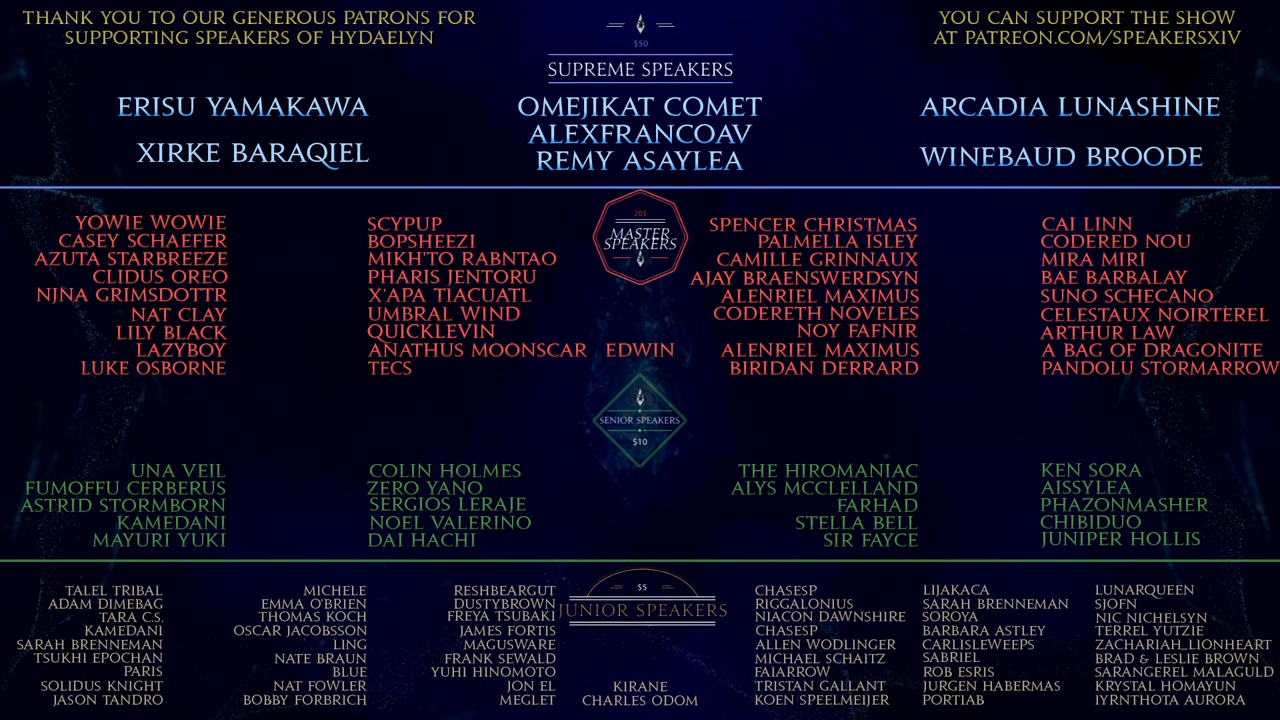 THANK YOU TO OUR GENEROUS PATRONS FOR
SUPPORTING SPEAKERS OF HYDAELYN
$50
SUPREME SPEAKERS
YOU CAN SUPPORT THE SHOW
AT PATREON.COM/SPEAKERSXIV
ERISU YAMAKAWA
XIRKE BARAQIEL
OMEJIKAT COMET
ALEXFRANCOAV
REMY ASAYLEA
ARCADIA LUNASHINE
WINEBAUD BROODE
YOWIE WOWIE
CASEY SCHAEFER
AZUTA STARBREEZE
CLIDUS OREO
NJNA GRIMSDOTTR
NAT CLAY
LILY BLACK
LAZYBOY
LUKE OSBORNE
SCYPUP
BOPSHEEZI
MIKH'TO RABNTAO
PHARIS JENTORU
X'APA TIACUATL
UMBRAL WIND
QUICKLEVIN
ANATHUS MOONSCAR
TECS
20$
MASTER
SPEAKERS
EDWIN
SPENCER CHRISTMAS
PALMELLA ISLEY
CAMILLE GRINNAUX
AJAY BRAENSWERDSYN
ALENRIEL MAXIMUS
CODERETH NOVELES
NOY FAFNIR
ALENRIEL MAXIMUS
BIRIDAN DERRARD
CAI LINN
CODERED NOU
MIRA MIRI
BAE BARBALAY
SUNO SCHECANO
CELESTAUX NOIRTEREL
ARTHUR LAW
A BAG OF DRAGONITE
PANDOLU STORMARROW
SENIOR SPEAKERS
$10
UNA VEIL
FUMOFFU CERBERUS
ASTRID STORMBORN
KAMEDANI
MAYURI YUKI
COLIN HOLMES
ZERO YANO
SERGIOS LERAJE
NOEL VALERINO
DAI HACHI
THE HIROMANIAC
ALYS MCCLELLAND
FARHAD
STELLA BELL
SIR FAYCE
KEN SORA
AISSYLEA
PHAZONMASHER
CHIBIDUO
JUNIPER HOLLIS
TALEL TRIBAL
ADAM DIMEBAG
TARA C.S.
KAMEDANI
SARAH BRENNEMAN
TSUKHI EPOCHAN
PARIS
SOLIDUS KNIGHT
JASON TANDRO
MICHELE
EMMA O'BRIEN
THOMAS KOCH
OSCAR JACOBSSON
LING
NATE BRAUN
BLUE
NAT FOWLER
BOBBY FORBRICH
RESHBEARGUT
DUSTYBROWN
FREYA TSUBAKI
JAMES FORTIS
MAGUSWARE
FRANK SEWALD
YUHI HINOMOTO
JON EL
MEGLET
$5
JUNIOR SPEAKERS
KIRANE
CHARLES ODOM
CHASESP
RIGGALONIUS
NIACON DAWNSHIRE
CHASESP
ALLEN WODLINGER
MICHAEL SCHAITZ
FAIARROW
TRISTAN GALLANT
KOEN SPEELMEIJER
LIJAKACA
SARAH BRENNEMAN
SOROYA
BARBARA ASTLEY
CARLISLEWEEPS
SABRIEL
ROB ESRIS
JURGEN HABERMAS
PORTIAB
LUNARQUEEN
SJOFN
NIC NICHELSYN
TERREL YUTZIE
ZACHARIAH_LIONHEART
BRAD & LESLIE BROWN
SARANGEREL MALAGULD
KRYSTAL HOMAYUN
IYRNTHOTA AURORA